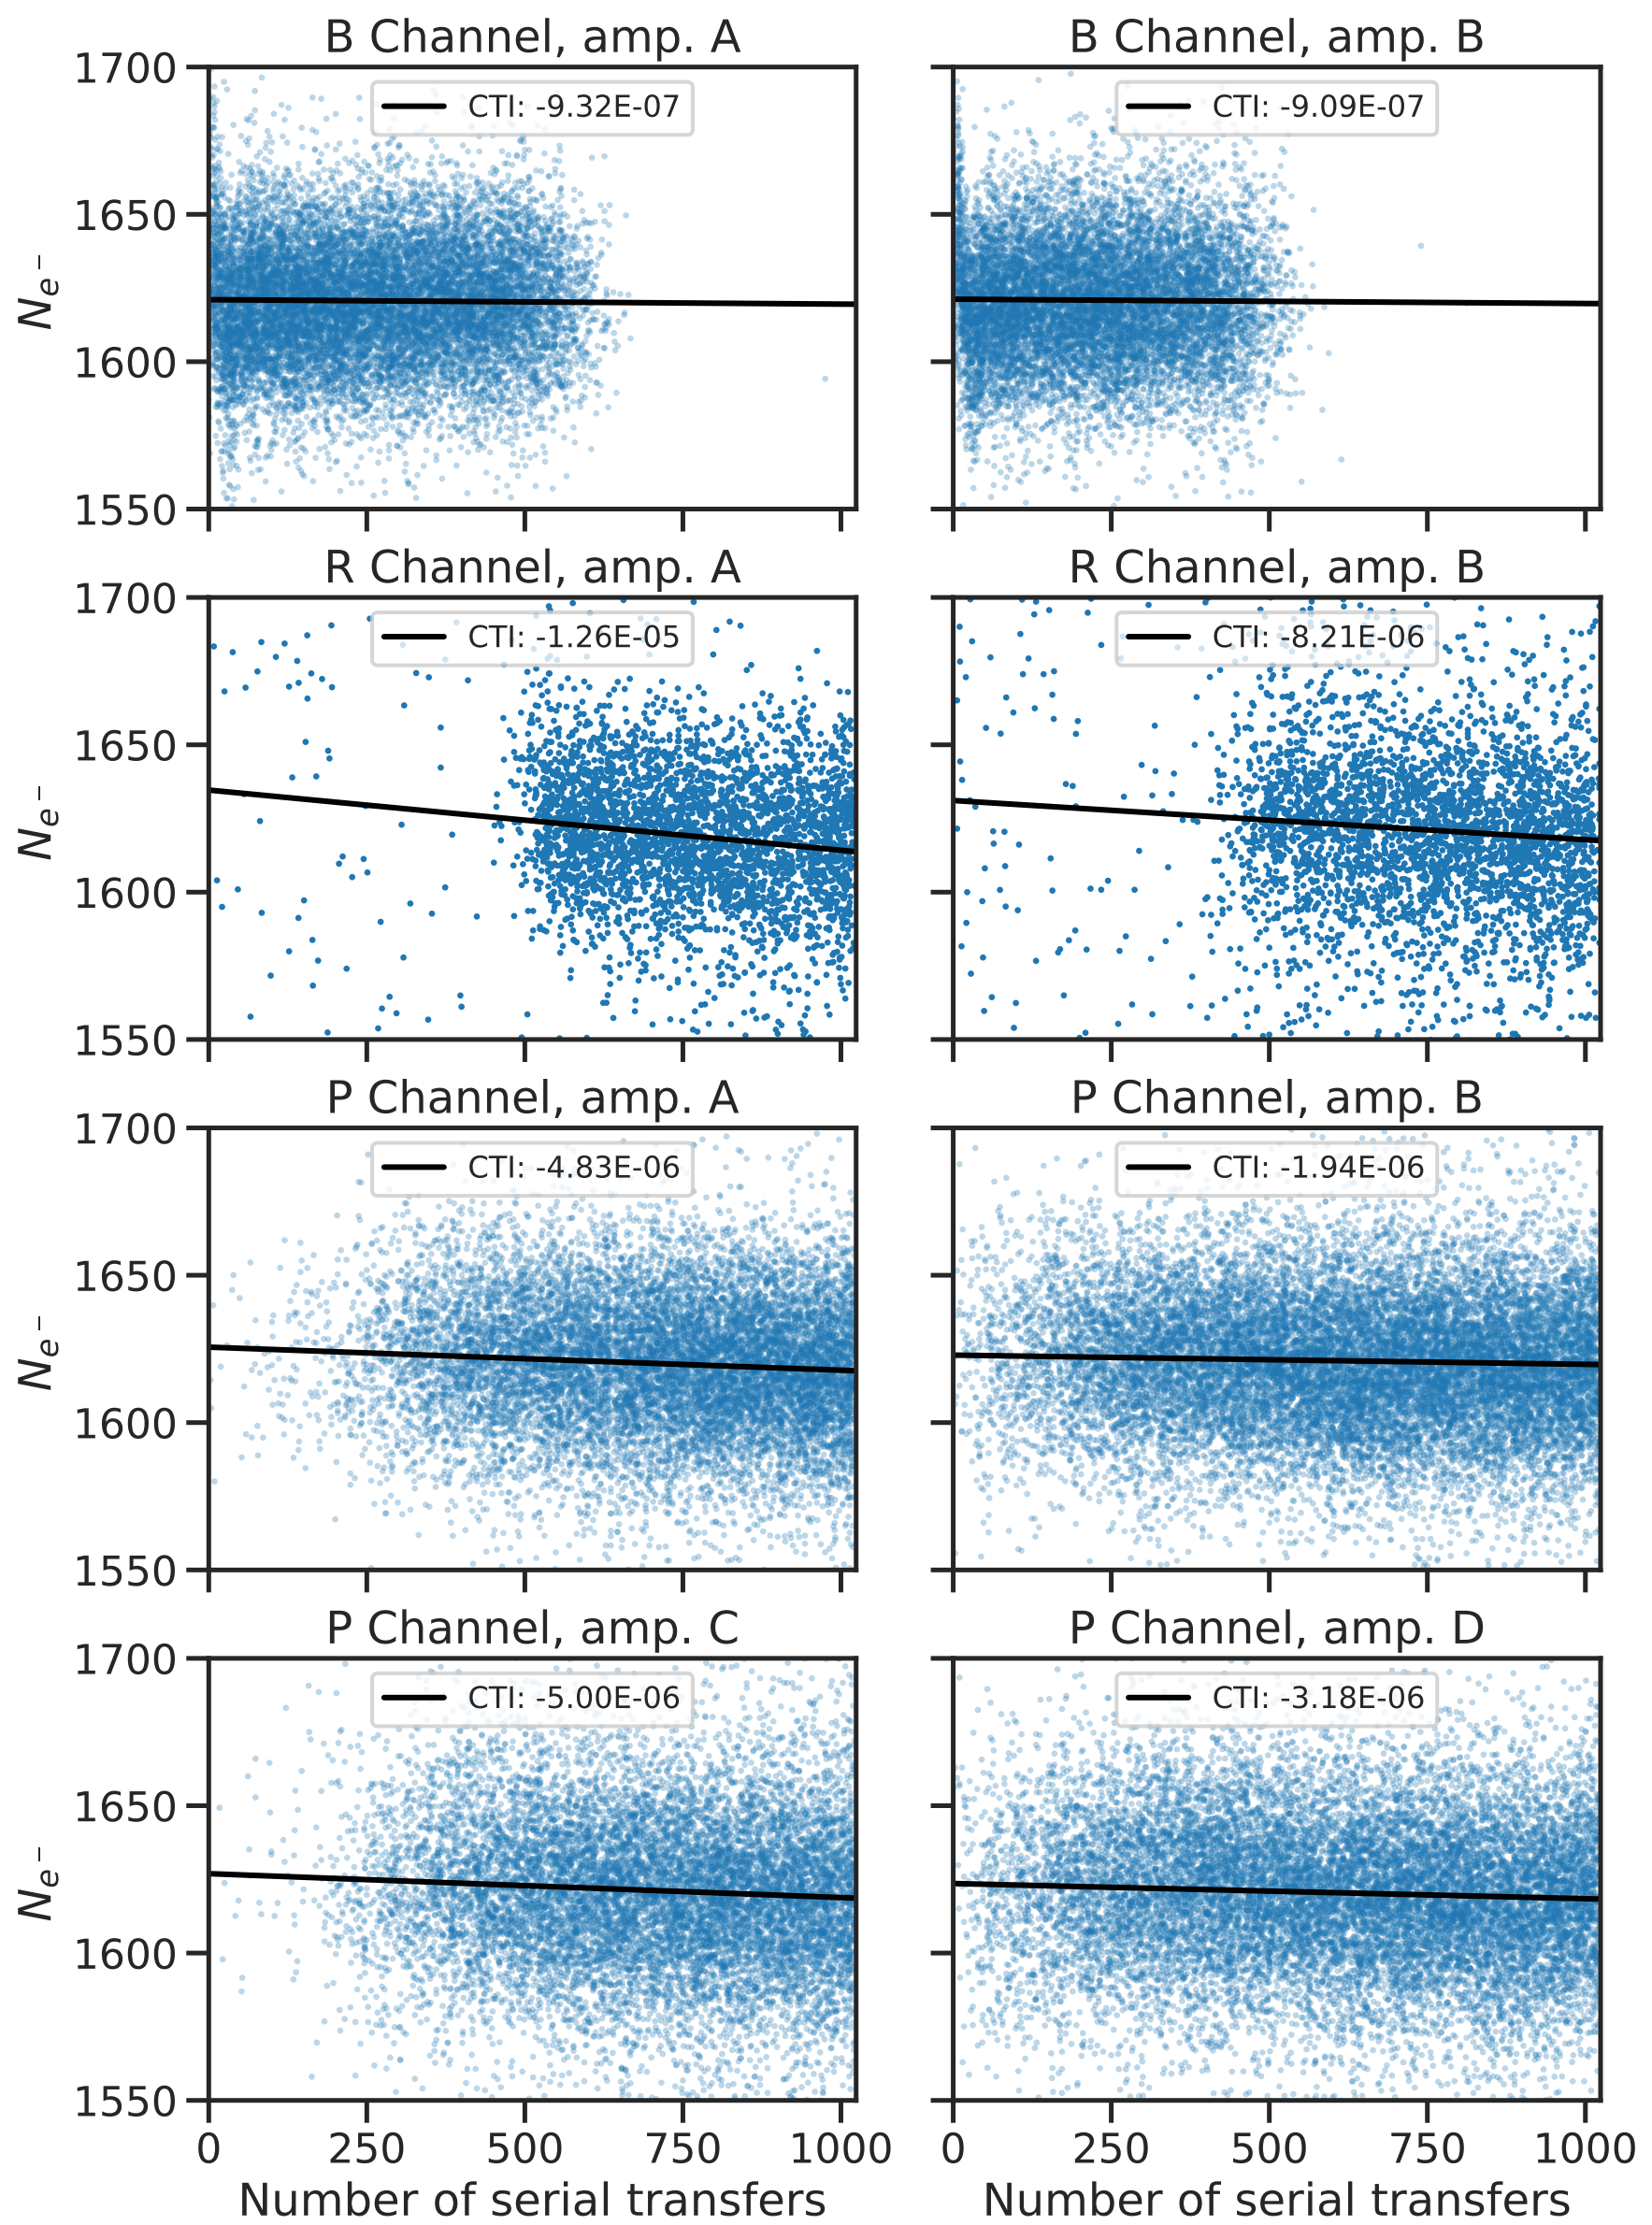 B Channel, amp. A
B Channel, amp. B
1700
1650
1600
1550
CTI: -9.32E-07
CTI: -9.09E-07
Ne−
R Channel, amp. A
R Channel, amp. B
1700
1650
1600
1550
CTI: -1.26E-05
CTI: -8.21E-06
Ne−
P Channel, amp. A
P Channel, amp. B
1700
1650
1600
1550
CTI: -4.83E-06
CTI: -1.94E-06
Ne−
P Channel, amp. C
P Channel, amp. D
1700
1650
1600
1550
CTI: -5.00E-06
CTI: -3.18E-06
Ne−
0 250 500 750 1000
0 250 500 750 1000
Number of serial transfers
Number of serial transfers